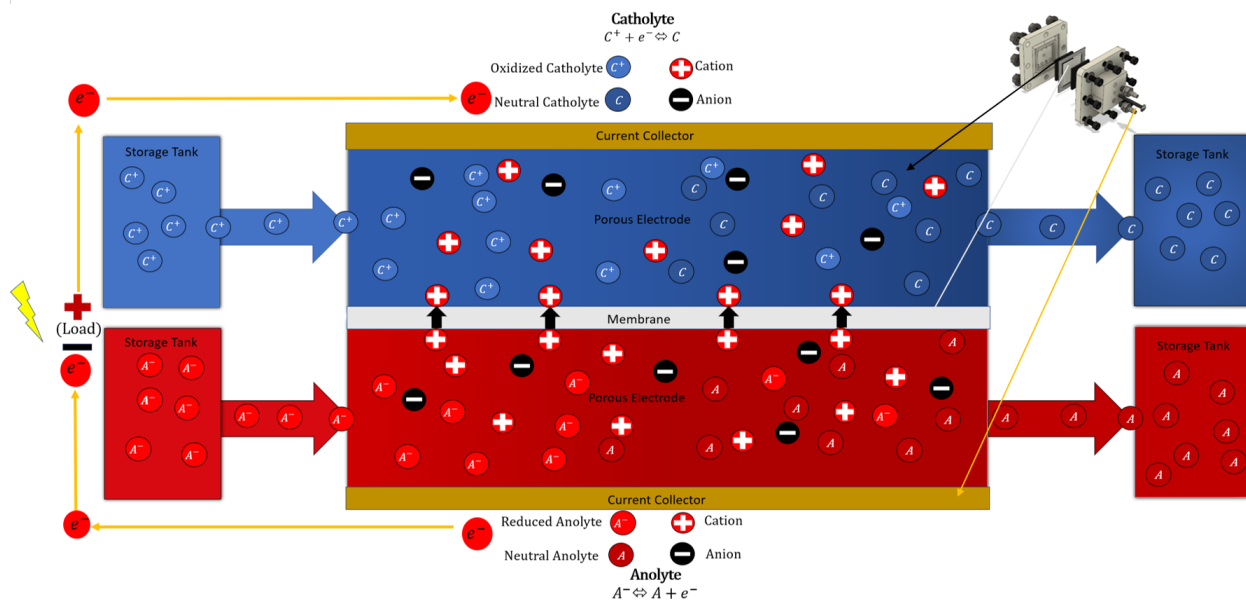 Catholyte
C⁺ + e⁻ ⇔ C
Oxidized Catholyte C⁺ Cation
Neutral Catholyte C Anion
e⁻ e⁻
Current Collector
Storage Tank
C⁺
C⁺
C⁺
C⁺
C⁺
C⁺ C⁺ C⁺
C⁺
C⁺
C⁺
C⁺
C⁺
C⁺
C⁺
C⁺
C⁺
C⁺
C⁺
C⁺
Porous Electrode
C
C
C
C
C
C
C
C
C C C
Storage Tank
C
C
C
C
C
C
Membrane
(Load)
e⁻
Storage Tank
A⁻ A⁻
A⁻ A⁻
A⁻ A⁻
A⁻ A⁻ A⁻
A⁻
A⁻
A⁻
A⁻
A⁻
A⁻
A⁻
A⁻
A⁻
Porous Electrode
A
A
A
A
A
A
A
A
A
A A A
Storage Tank
A
A
A
A
A
A
A
Current Collector
e⁻ e⁻
Reduced Anolyte A⁻ Cation
Neutral Anolyte A Anion
Anolyte
A⁻ ⇔ A + e⁻